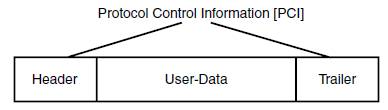 Protocol Control Information [PCI]
Header User-Data Trailer